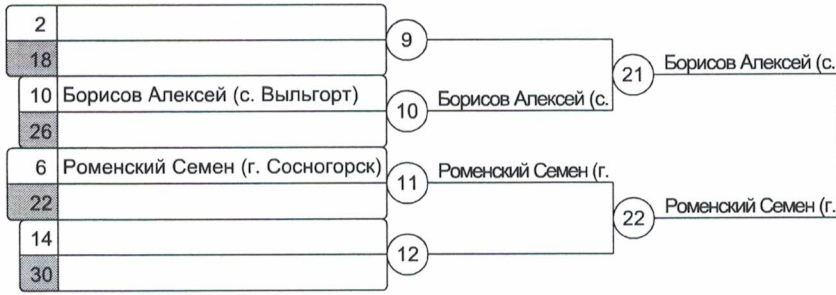 2
9
18
21 Борисов Алексей (с.
10 Борисов Алексей (с. Выльгорт)
10 Борисов Алексей (с.
26
6 Роменский Семен (г. Сосногорск)
11 Роменский Семен (г.
22
22 Роменский Семен (г.
14
12
30